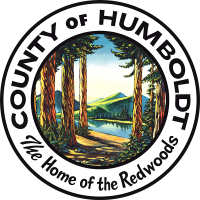 COUNTY OF HUMBOLDT
The Home of the Redwoods